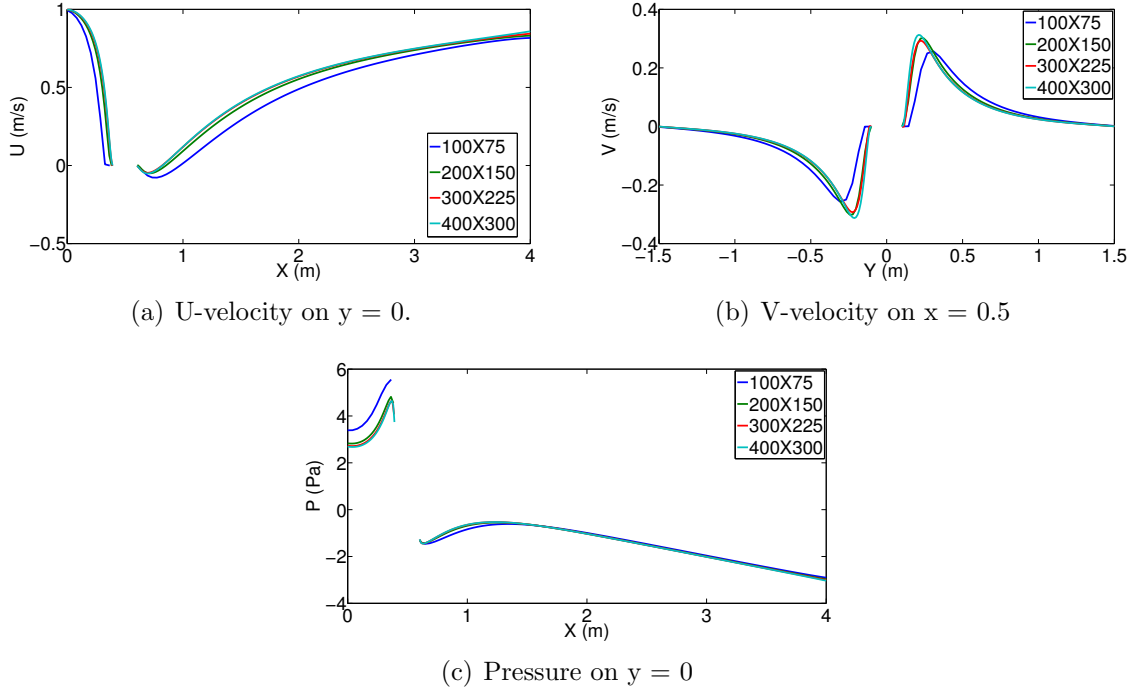 1
0.5
0
−0.5
0
1
2
3
4
U (m/s)
X (m)
100X75
200X150
300X225
400X300
(a) U-velocity on y = 0.
0.4
0.2
0
−0.2
−0.4
−1.5
−1
−0.5
0
0.5
1
1.5
V (m/s)
Y (m)
100X75
200X150
300X225
400X300
(b) V-velocity on x = 0.5
6
4
2
0
−2
−4
0
1
2
3
4
P (Pa)
X (m)
100X75
200X150
300X225
400X300
(c) Pressure on y = 0